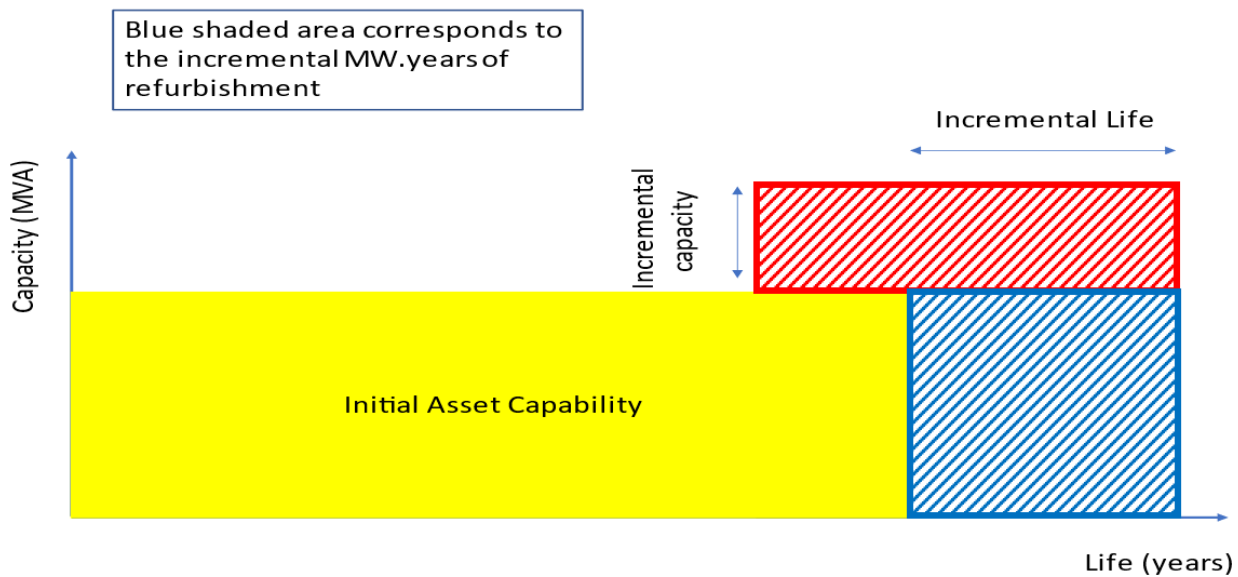 Blue shaded area corresponds to
the incremental MW.years of
refurbishment
Incremental Life
Capacity (MVA)
Incremental
capacity
Initial Asset Capability
Life (years)